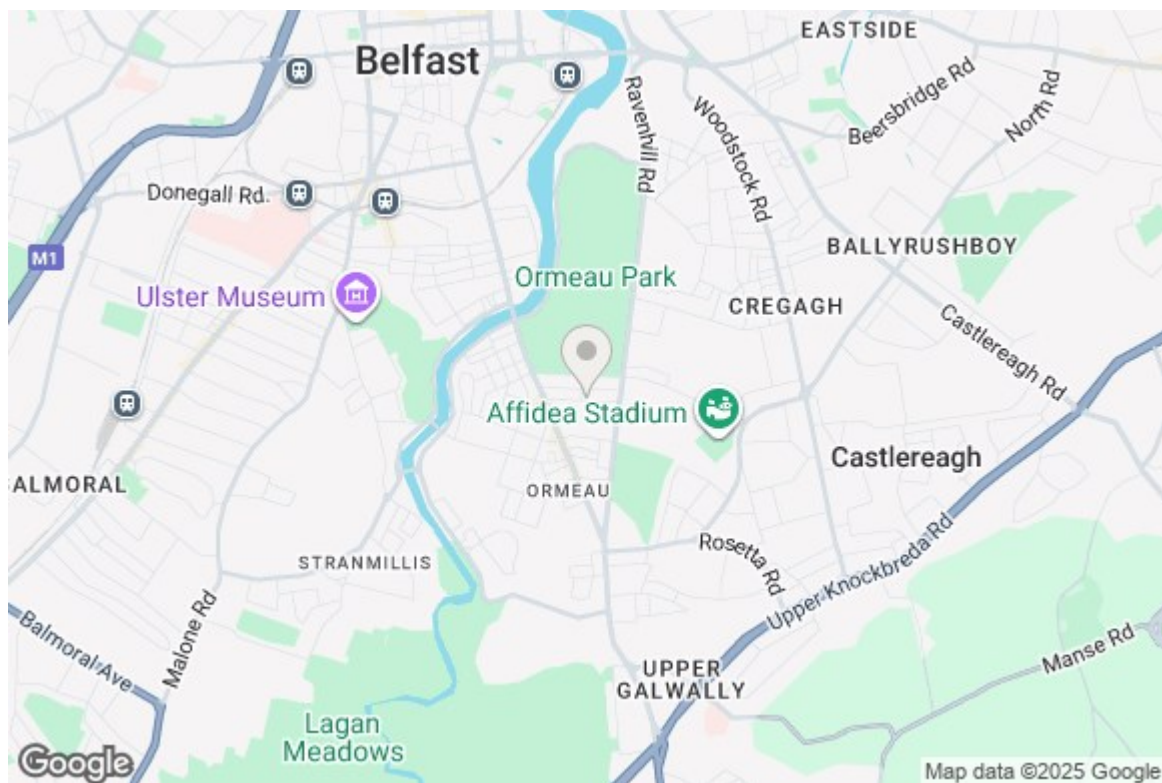 EASTSIDE
Belfast
Beersbridge Rd
Ravenhill Rd
Woodstock Rd
North Rd
Donegall Rd.
M1
BALLYRUSHBOY
Ormeau Park
Ulster Museum
CREGAGH
Castlereagh Rd
Affidea Stadium
Castlereagh
ALMORAL
ORMEAU
Rosetta Rd
STRANMILLIS
Upper Knockbreda Rd
Malone Rd
Balmoral Ave
Manse Rd
UPPER
GALWALLY
Lagan
Meadows
Google
Map data ©2025 Google